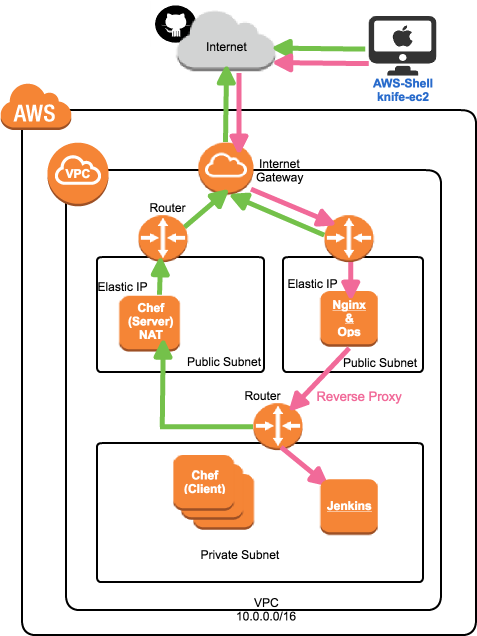 Internet
AWS-Shell
knife-ec2
AWS
VPC
Internet
Gateway
Router
Elastic IP
Chef
(Server)
NAT
Public Subnet
Elastic IP
Nginx
&
Ops
Public Subnet
Reverse Proxy
Router
Chef
(Client)
Jenkins
Private Subnet
VPC
10.0.0.0/16